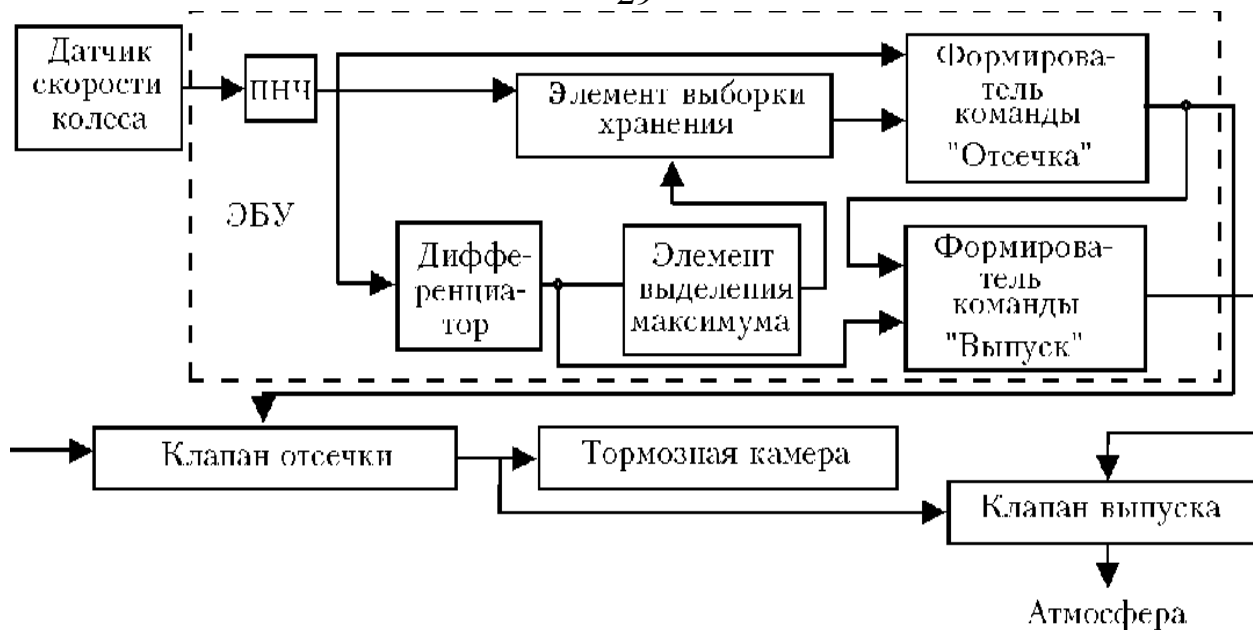 29
Датчик
скорости
колеса
ПНЧ
Элемент выборки
хранения
Формирова-
тель
команды
"Отсечка"
ЭБУ
Диффе-
ренциа-
тор
Элемент
выделения
максимума
Формирова-
тель
команды
"Выпуск"
Клапан отсечки
Тормозная камера
Клапан выпуска
Атмосфера